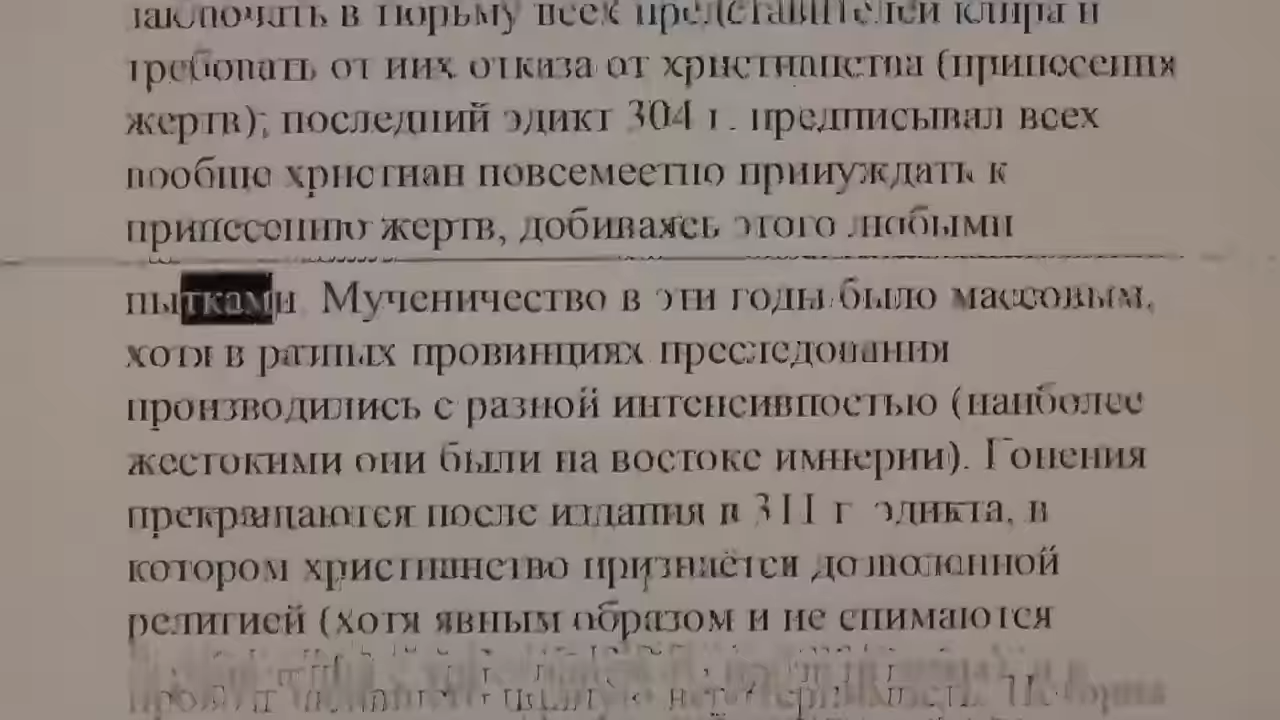 заключать в тюрьму всех представителей клира и
требовать от них отказа от христианства (принесения
жертв); последний эдикт 304 г. предписывал всех
вообще христиан повсеместно принуждать к
принесению жертв, добиваясь этого любыми
пытками. Мученичество в эти годы было массовым,
хотя в разных провинциях преследования
производились с разной интенсивностью (наиболее
жестокими они были на востоке империи). Гонения
прекращаются после издания в 311 г. эдикта, в
котором христианство признаётся дозволенной
религией (хотя явным образом и не снимаются